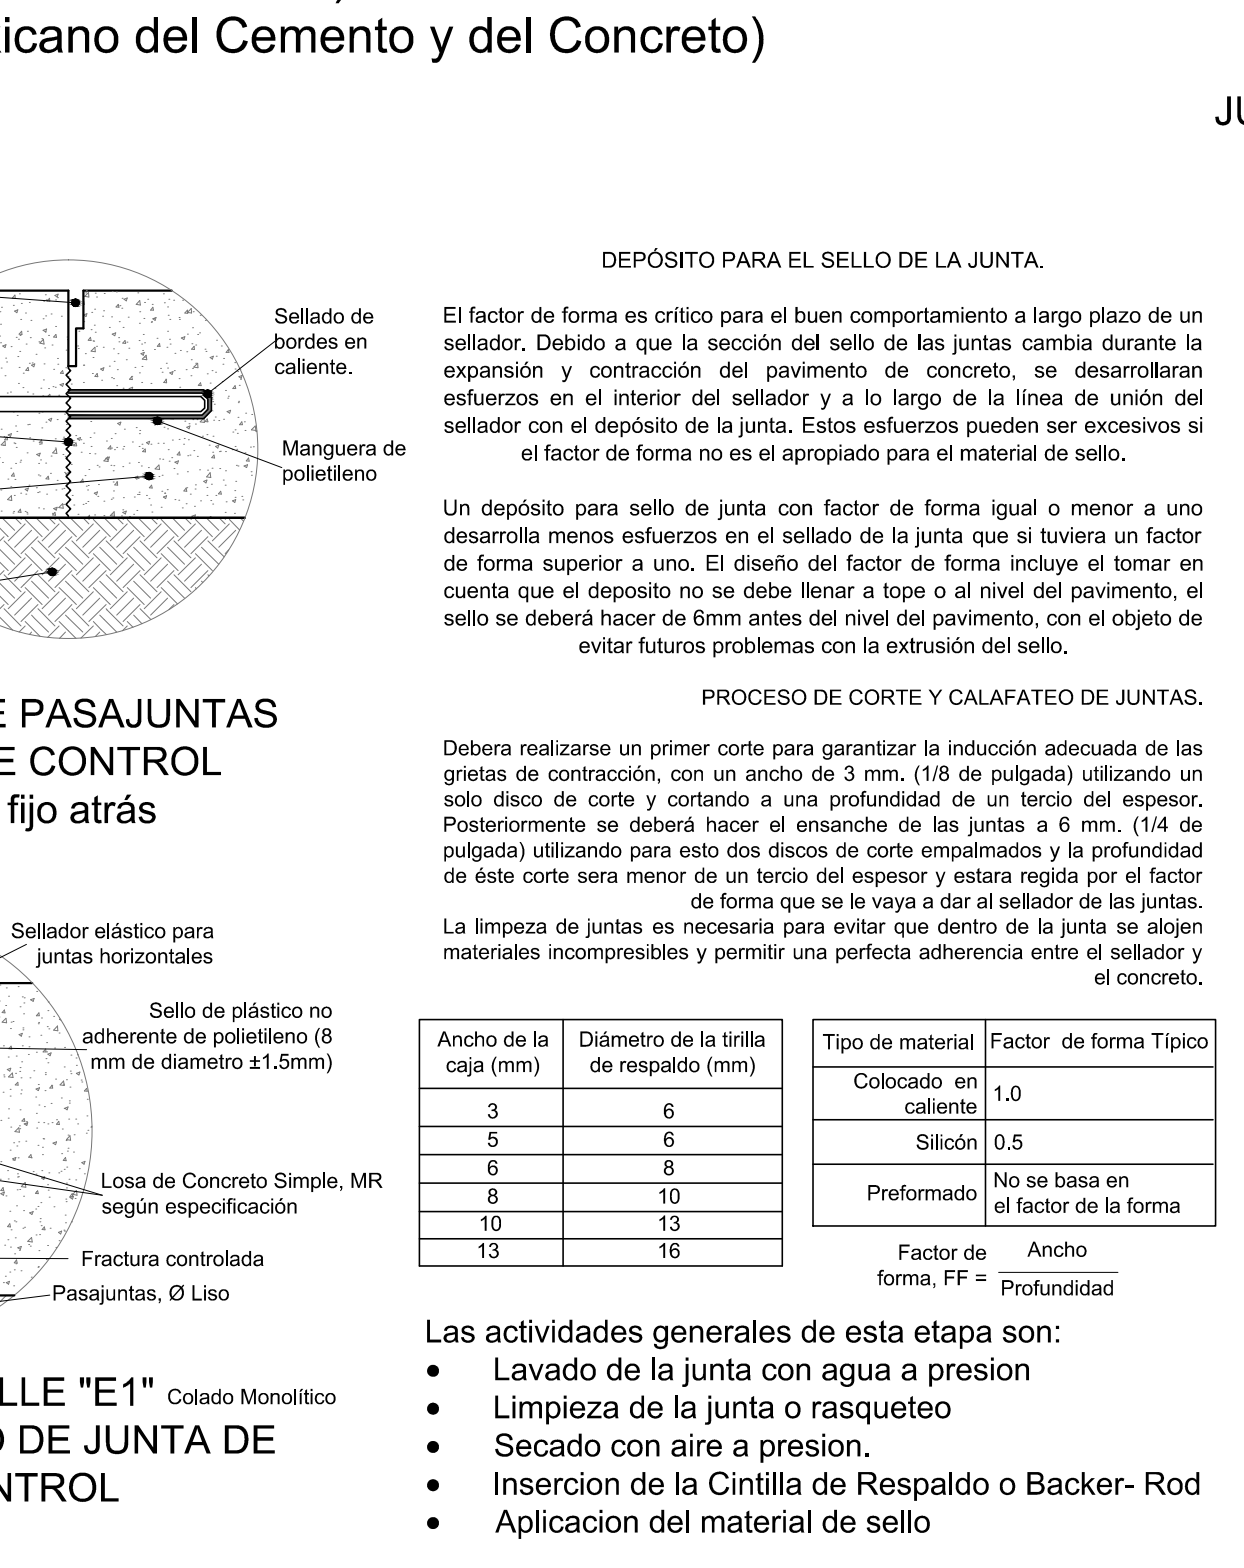 icano del Cemento y del Concreto)
JU
Sellado de
bordes en
caliente.
Manguera de
polietileno
E PASAJUNTAS
E CONTROL
fijo atrás
Sellador elástico para
juntas horizontales
Sello de plástico no
adherente de polietileno (8
mm de diametro ±1.5mm)
Losa de Concreto Simple, MR
según especificación
Fractura controlada
Pasajuntas, Ø Liso
LLE "E1" Colado Monolítico
O DE JUNTA DE
NTROL
DEPÓSITO PARA EL SELLO DE LA JUNTA.
El factor de forma es crítico para el buen comportamiento a largo plazo de un
sellador. Debido a que la sección del sello de las juntas cambia durante la
expansión y contracción del pavimento de concreto, se desarrollaran
esfuerzos en el interior del sellador y a lo largo de la línea de unión del
sellador con el depósito de la junta. Estos esfuerzos pueden ser excesivos si
el factor de forma no es el apropiado para el material de sello.
Un depósito para sello de junta con factor de forma igual o menor a uno
desarrolla menos esfuerzos en el sellado de la junta que si tuviera un factor
de forma superior a uno. El diseño del factor de forma incluye el tomar en
cuenta que el deposito no se debe llenar a tope o al nivel del pavimento, el
sello se deberá hacer de 6mm antes del nivel del pavimento, con el objeto de
evitar futuros problemas con la extrusión del sello.
PROCESO DE CORTE Y CALAFATEO DE JUNTAS.
Debera realizarse un primer corte para garantizar la inducción adecuada de las
grietas de contracción, con un ancho de 3 mm. (1/8 de pulgada) utilizando un
solo disco de corte y cortando a una profundidad de un tercio del espesor.
Posteriormente se deberá hacer el ensanche de las juntas a 6 mm. (1/4 de
pulgada) utilizando para esto dos discos de corte empalmados y la profundidad
de éste corte sera menor de un tercio del espesor y estara regida por el factor
de forma que se le vaya a dar al sellador de las juntas.
La limpeza de juntas es necesaria para evitar que dentro de la junta se alojen
materiales incompresibles y permitir una perfecta adherencia entre el sellador y
el concreto.
Ancho de la caja (mm) Diámetro de la tirilla de respaldo (mm)
3 6
5 6
6 8
8 10
10 13
13 16
Tipo de material Factor de forma Típico
Colocado en caliente 1.0
Silicón 0.5
Preformado No se basa en el factor de la forma
Factor de forma, FF = Ancho
Profundidad
Las actividades generales de esta etapa son:
• Lavado de la junta con agua a presion
• Limpieza de la junta o rasqueteo
• Secado con aire a presion.
• Insercion de la Cintilla de Respaldo o Backer- Rod
• Aplicacion del material de sello